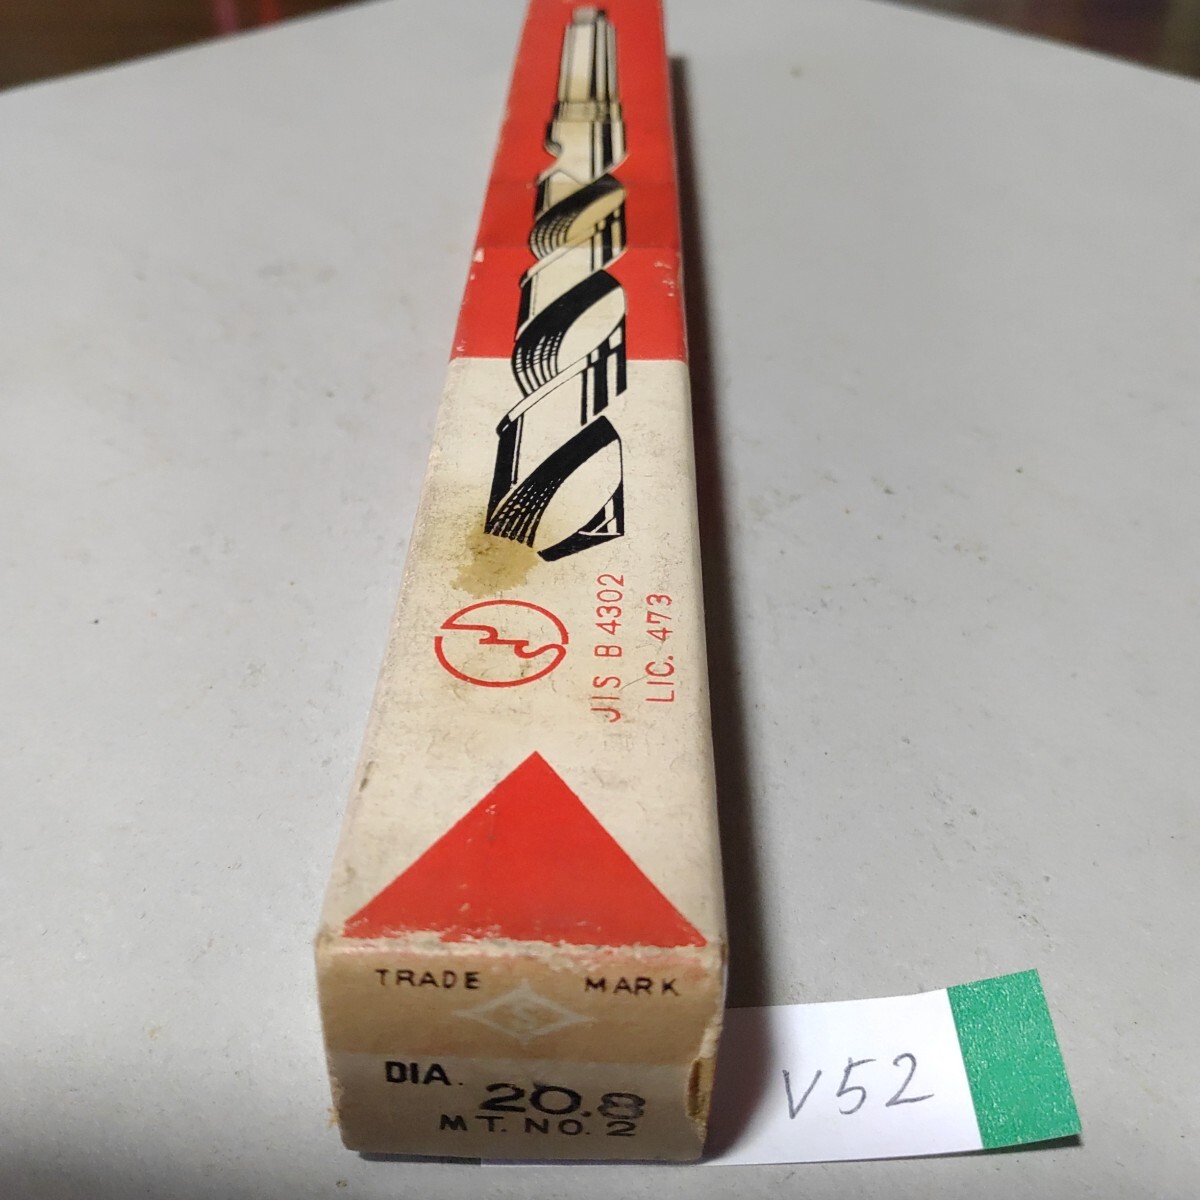 JIS B 4302
LIC. 473
TRADE MARK
S
DIA. 20.8
MT. NO. 2
V52